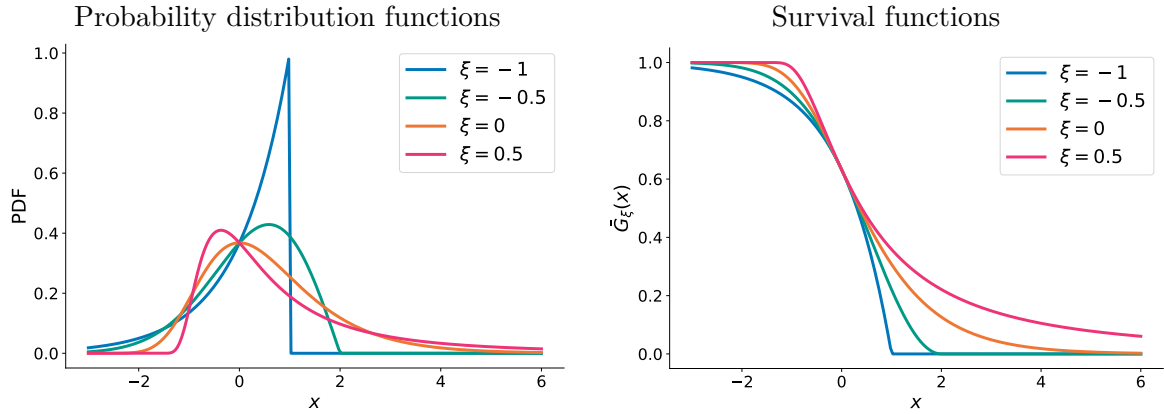 Probability distribution functions
1.0
0.8
0.6
0.4
0.2
0.0
PDF
−2
0
2
4
6
x
ξ = −1
ξ = −0.5
ξ = 0
ξ = 0.5
Survival functions
1.0
0.8
0.6
0.4
0.2
0.0
Ḡξ(x)
−2
0
2
4
6
x
ξ = −1
ξ = −0.5
ξ = 0
ξ = 0.5